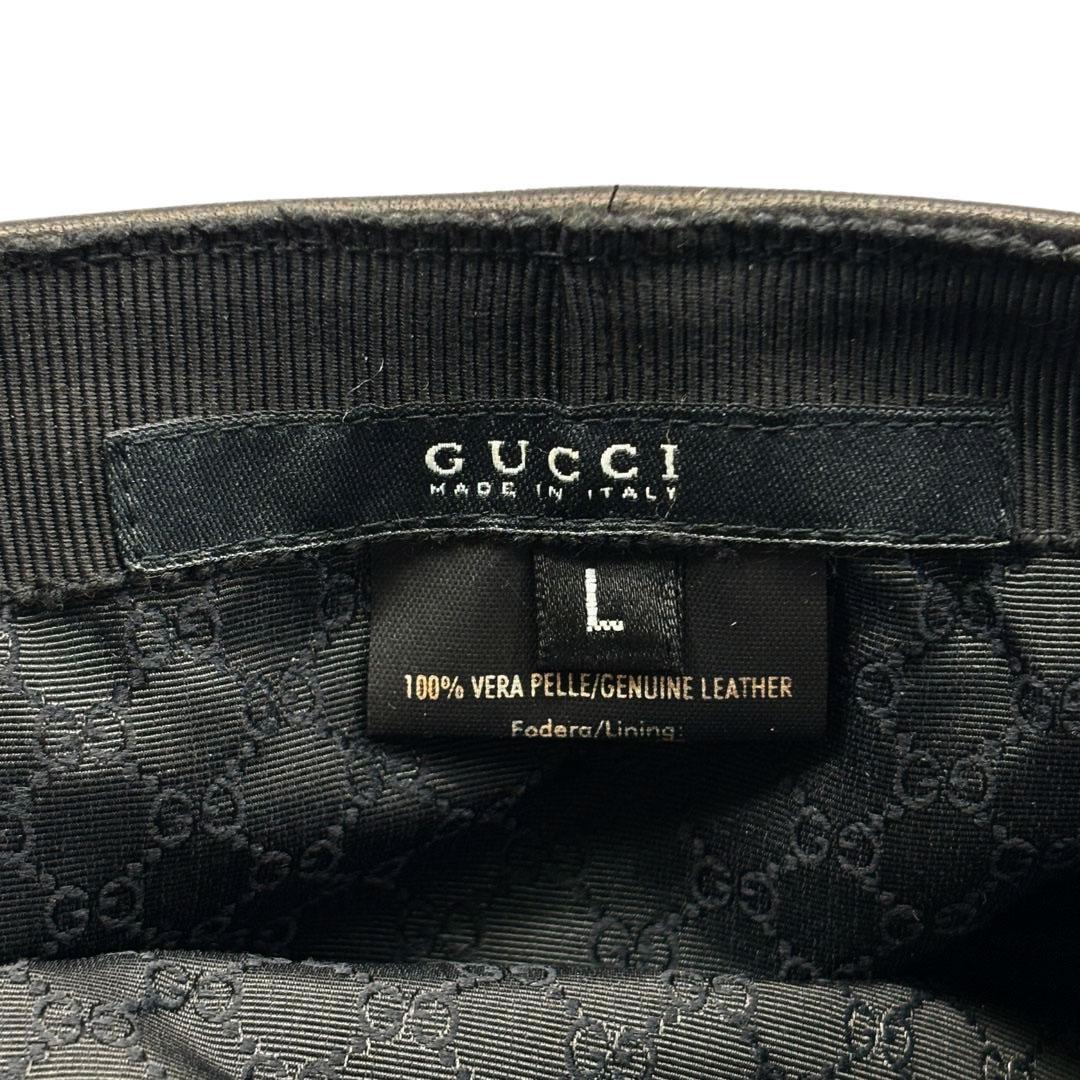 GUCCI
MADE IN ITALY
L
100% VERA PELLE/GENUINE LEATHER
Fodera/Lining: